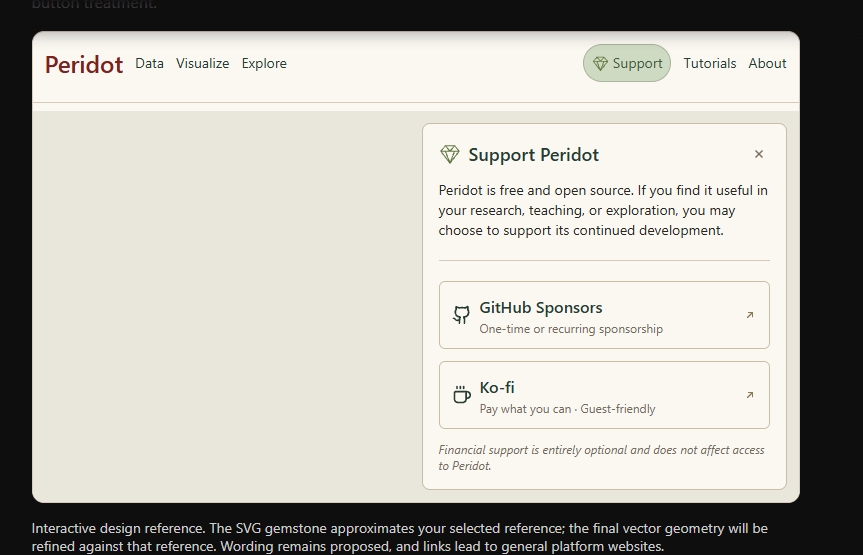 button treatment.
Peridot Data Visualize Explore Support Tutorials About
Support Peridot ×
Peridot is free and open source. If you find it useful in
your research, teaching, or exploration, you may
choose to support its continued development.
GitHub Sponsors
One-time or recurring sponsorship
Ko-fi
Pay what you can · Guest-friendly
Financial support is entirely optional and does not affect access
to Peridot.
Interactive design reference. The SVG gemstone approximates your selected reference; the final vector geometry will be
refined against that reference. Wording remains proposed, and links lead to general platform websites.